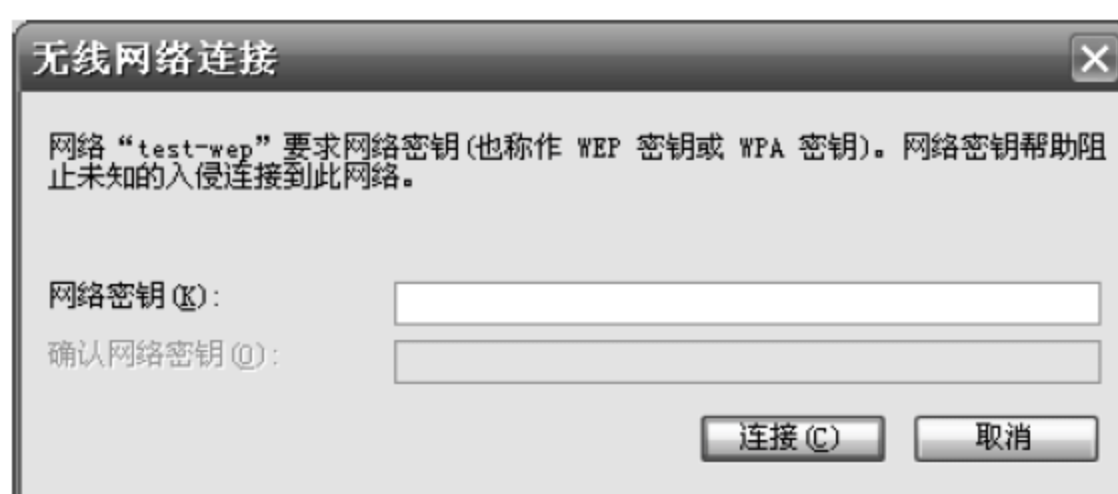 无线网络连接
网络“test-wep”要求网络密钥(也称作 WEP 密钥或 WPA 密钥)。网络密钥帮助阻
止未知的入侵连接到此网络。
网络密钥(K):
确认网络密钥(O):
连接(C) 取消